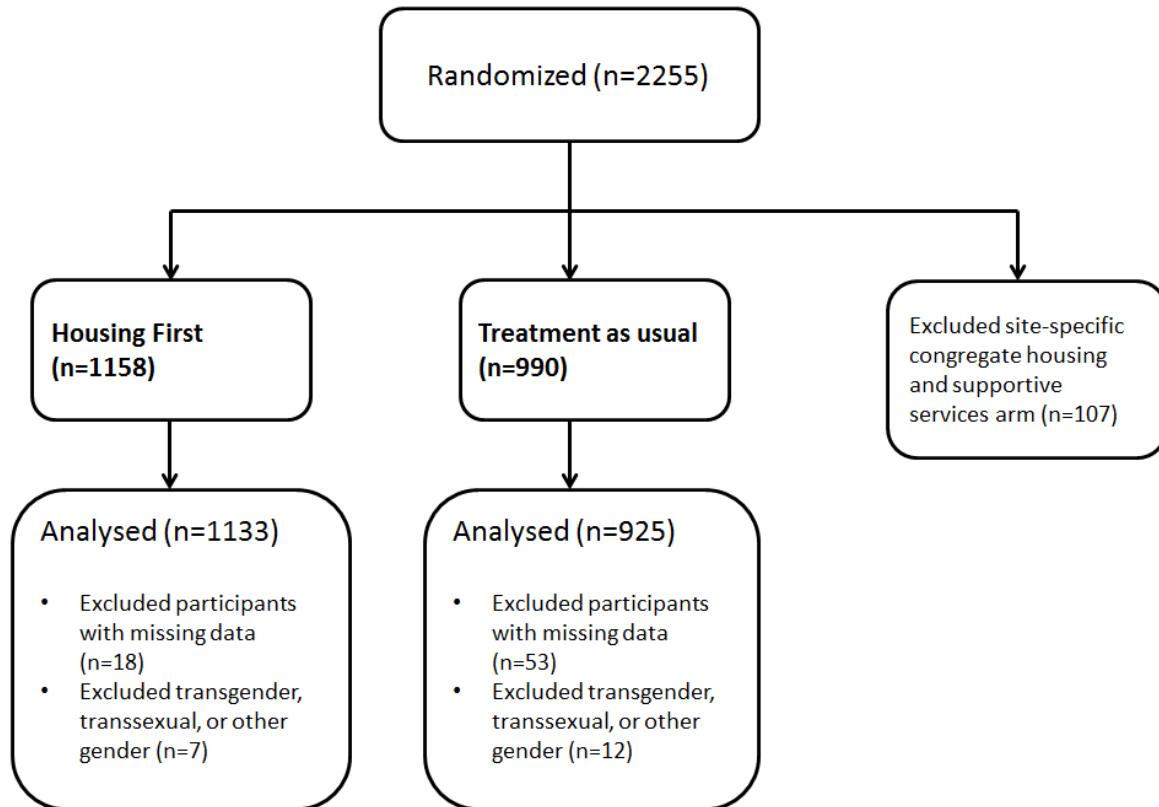 Randomized (n=2255)
Housing First
(n=1158)
Treatment as usual
(n=990)
Excluded site-specific
congregate housing
and supportive
services arm (n=107)
Analysed (n=1133)
• Excluded participants
with missing data
(n=18)
• Excluded transgender,
transsexual, or other
gender (n=7)
Analysed (n=925)
• Excluded participants
with missing data
(n=53)
• Excluded transgender,
transsexual, or other
gender (n=12)